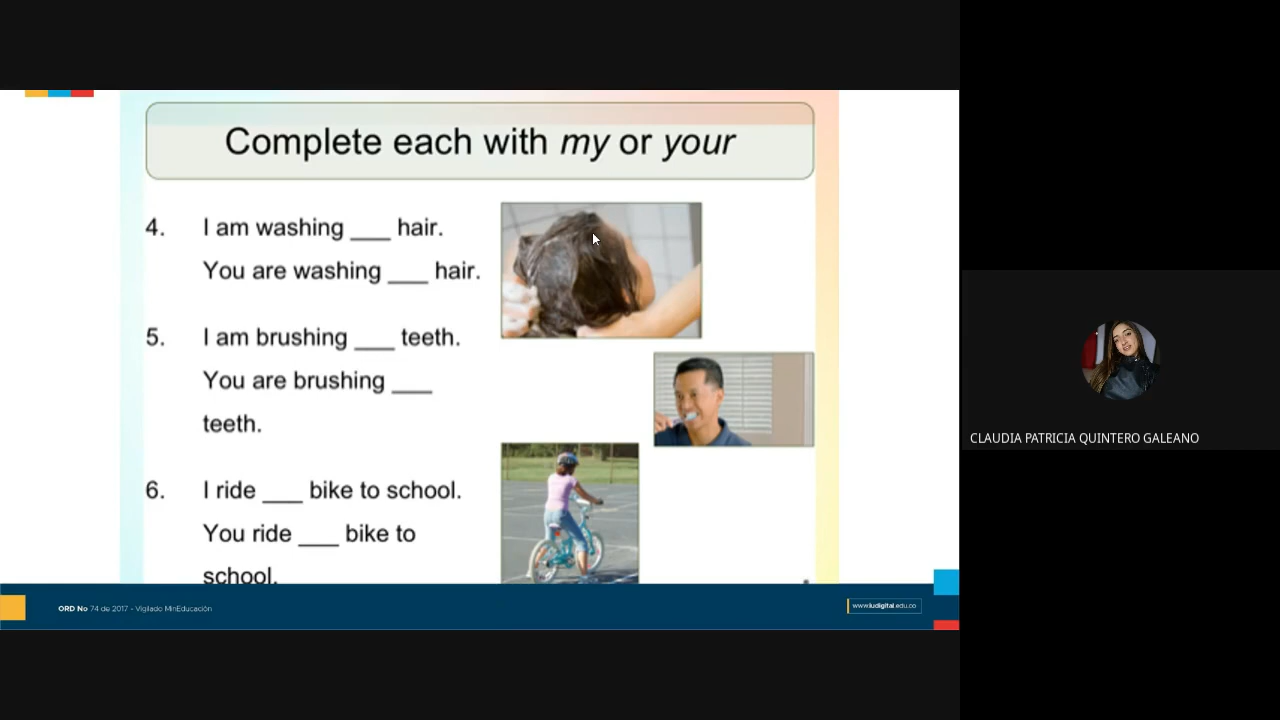 Complete each with my or your
4. I am washing ___ hair.
You are washing ___ hair.
5. I am brushing ___ teeth.
You are brushing ___
teeth.
6. I ride ___ bike to school.
You ride ___ bike to
school.
CLAUDIA PATRICIA QUINTERO GALEANO
ORD No 74 de 2017 - Vigilado MinEducación
www.iudigital.edu.co